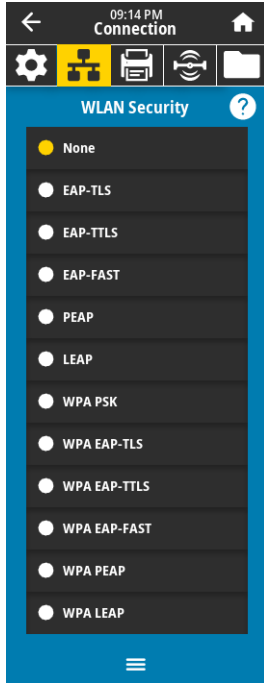 09:14 PM
Connection
WLAN Security
?
None
EAP-TLS
EAP-TTLS
EAP-FAST
PEAP
LEAP
WPA PSK
WPA EAP-TLS
WPA EAP-TTLS
WPA EAP-FAST
WPA PEAP
WPA LEAP